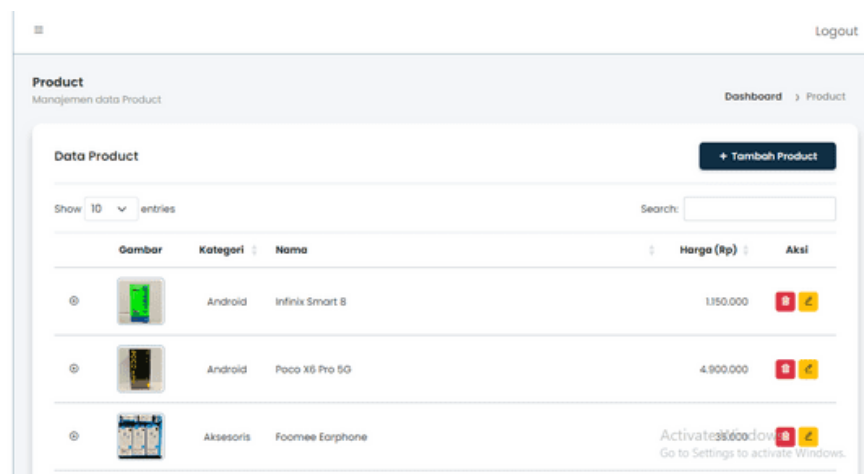 Logout
Product
Manajemen data Product
Dashboard > Product
Data Product
+ Tambah Product
Show 10 entries
Search:
Gambar Kategori Nama Harga (Rp) Aksi
Android Infinix Smart 8 1.150.000
Android Poco X6 Pro 5G 4.900.000
Aksesoris Foomee Earphone
Activate Windows
Go to Settings to activate Windows.